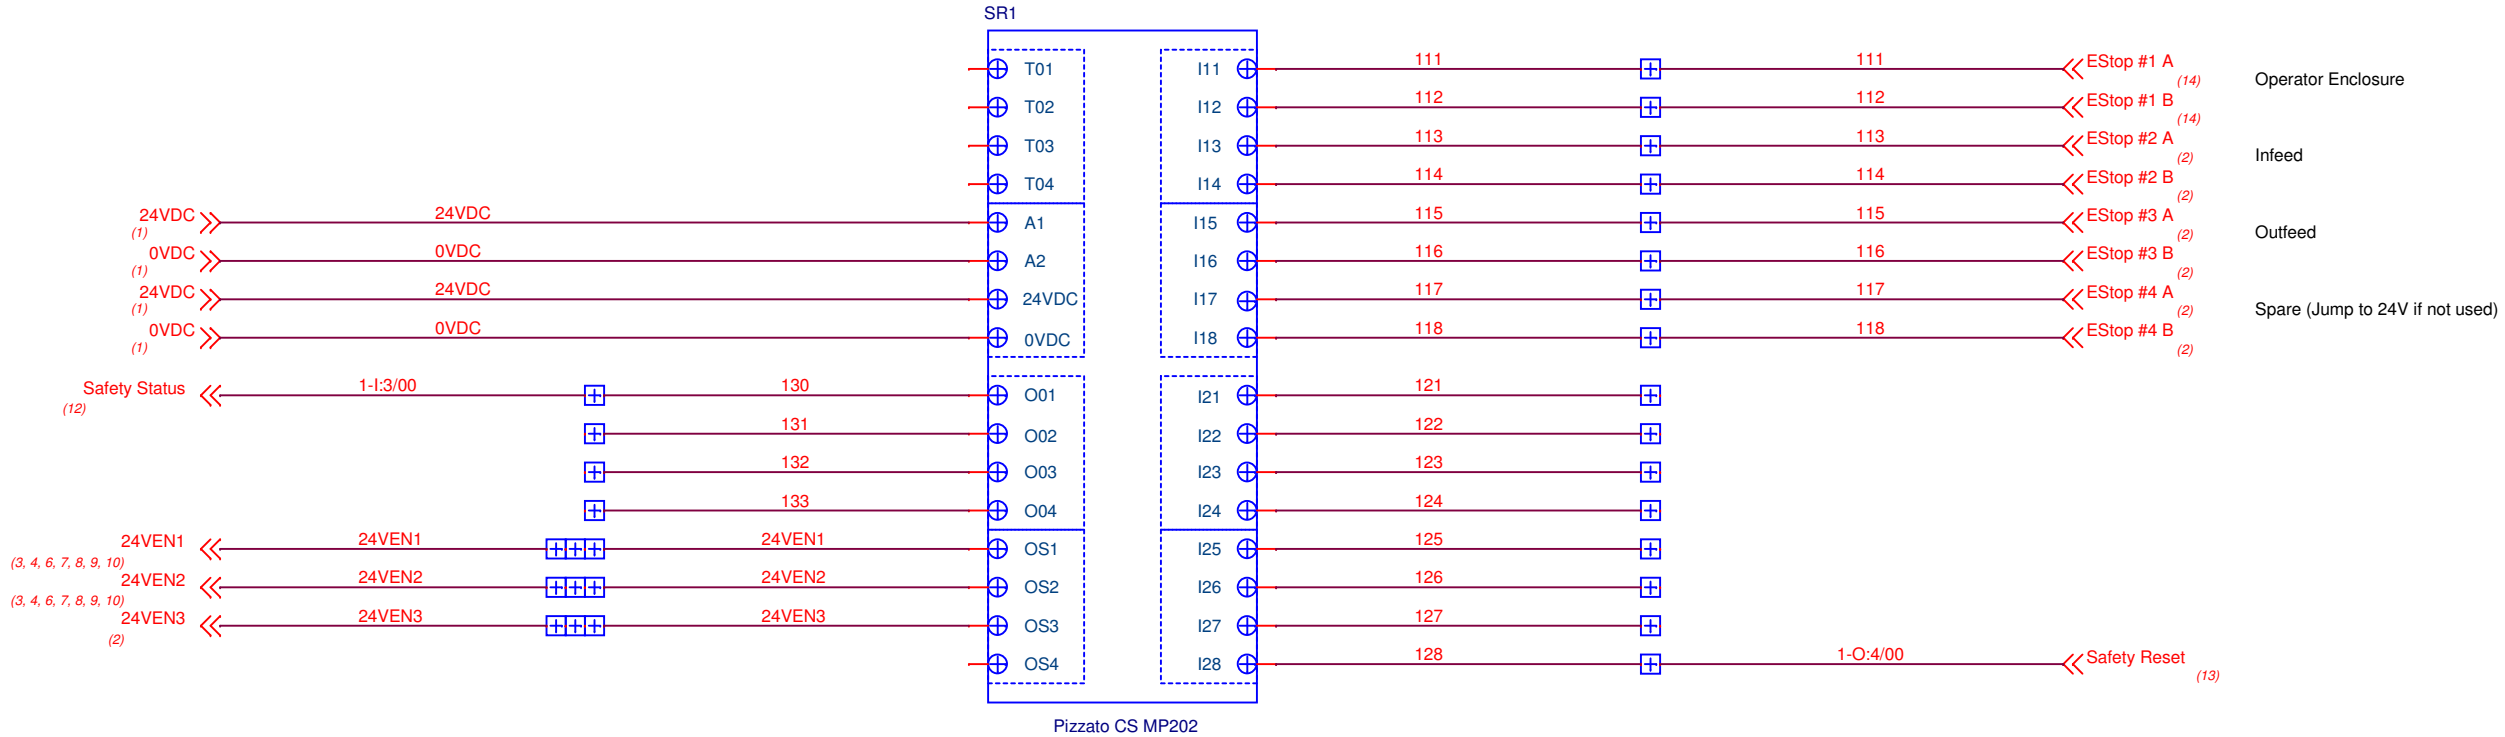 SR1
T01 I11 111 111 EStop #1 A
(14)
Operator Enclosure
T02 I12 112 112 EStop #1 B
(14)
T03 I13 113 113 EStop #2 A
(2)
Infeed
T04 I14 114 114 EStop #2 B
(2)
24VDC 24VDC A1 I15 115 115 EStop #3 A
(1) (2)
Outfeed
0VDC 0VDC A2 I16 116 116 EStop #3 B
(1) (2)
24VDC 24VDC 24VDC I17 117 117 EStop #4 A
(1) (2)
Spare (Jump to 24V if not used)
0VDC 0VDC 0VDC I18 118 118 EStop #4 B
(1) (2)
Safety Status 1-I:3/00 130 O01 I21 121
(12)
131 O02 I22 122
132 O03 I23 123
133 O04 I24 124
24VEN1 24VEN1 24VEN1 OS1 I25 125
(3, 4, 6, 7, 8, 9, 10)
24VEN2 24VEN2 24VEN2 OS2 I26 126
(3, 4, 6, 7, 8, 9, 10)
24VEN3 24VEN3 24VEN3 OS3 I27 127
(2)
OS4 I28 128 1-O:4/00 Safety Reset
(13)
Pizzato CS MP202